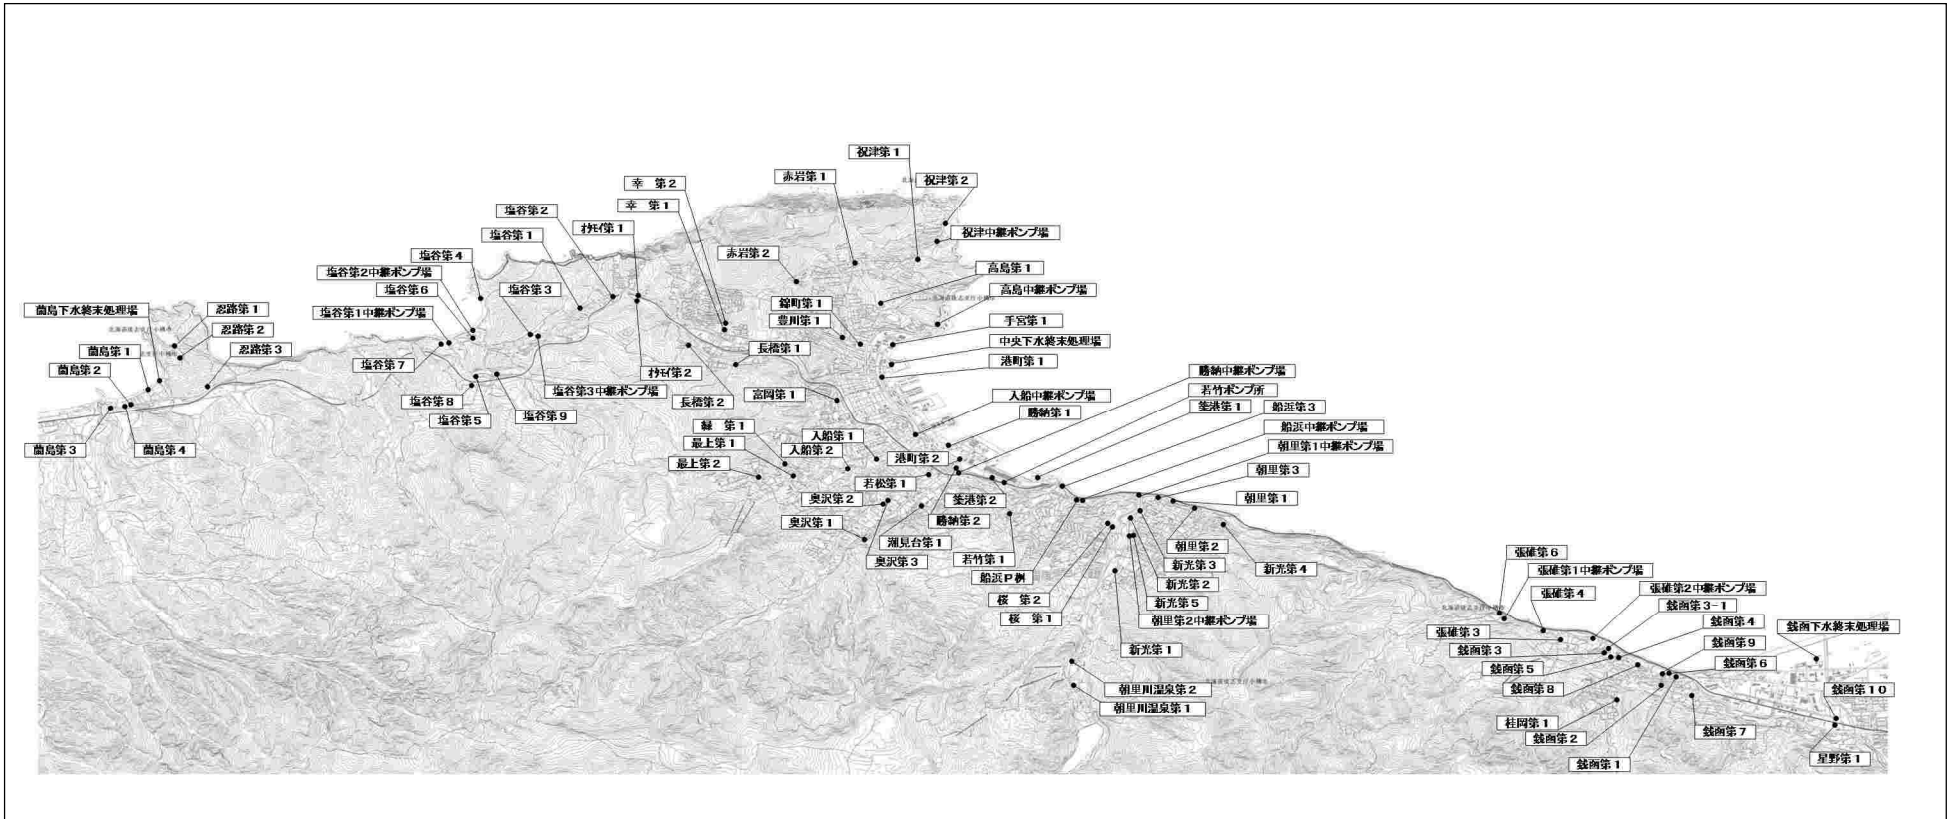 祝津第1
赤岩第1
幸 第2
祝津第2
幸 第1
塩谷第2
ｵﾀﾓｲ第1
塩谷第1
祝津中継ポンプ場
塩谷第4
赤岩第2
塩谷第2中継ポンプ場
高島第1
塩谷第6
塩谷第3
高島中継ポンプ場
錦町第1
蘭島下水終末処理場
忍路第1
塩谷第1中継ポンプ場
豊川第1
手宮第1
忍路第2
中央下水終末処理場
蘭島第1
忍路第3
長橋第1
港町第1
塩谷第7
蘭島第2
ｵﾀﾓｲ第2
勝納中継ポンプ場
塩谷第3中継ポンプ場
若竹ポンプ所
富岡第1
塩谷第8
長橋第2
築港第1
船浜第3
入船中継ポンプ場
勝納第1
塩谷第5
塩谷第9
緑 第1
船浜中継ポンプ場
入船第1
最上第1
朝里第1中継ポンプ場
蘭島第3
蘭島第4
入船第2
港町第2
最上第2
朝里第3
若松第1
奥沢第2
築港第2
朝里第1
奥沢第1
勝納第2
潮見台第1
朝里第2
奥沢第3
若竹第1
新光第3
新光第4
船浜P桝
新光第2
桜 第2
新光第5
桜 第1
朝里第2中継ポンプ場
新光第1
朝里川温泉第2
朝里川温泉第1
張碓第6
張碓第1中継ポンプ場
張碓第4
張碓第2中継ポンプ場
銭函第3-1
張碓第3
銭函第4
銭函下水終末処理場
銭函第3
銭函第9
銭函第5
銭函第6
銭函第8
銭函第10
桂岡第1
銭函第7
銭函第2
星野第1
銭函第1